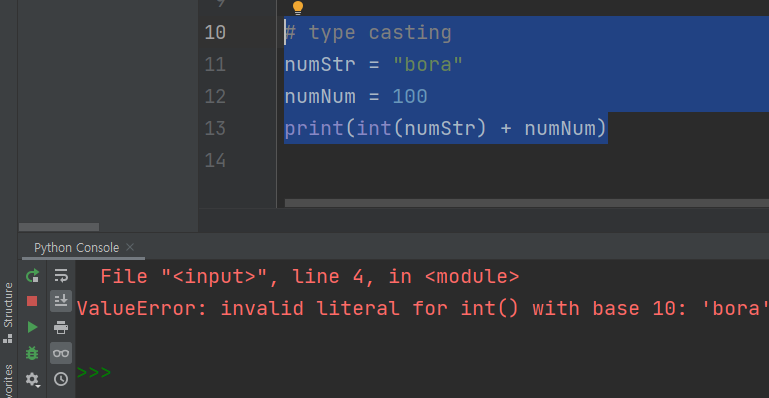 9
10 # type casting
11 numStr = "bora"
12 numNum = 100
13 print(int(numStr) + numNum)
14
Python Console ×
File "<input>", line 4, in <module>
ValueError: invalid literal for int() with base 10: 'bora'
>>>
Structure
vorites